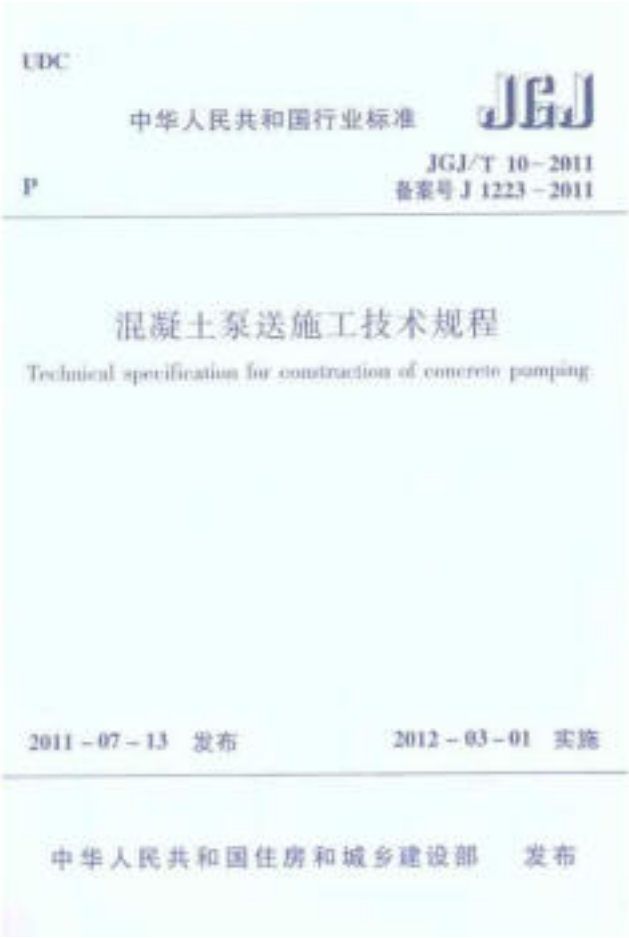 UDC
中华人民共和国行业标准
JGJ
JGJ/T 10-2011
P
备案号 J 1223-2011
混凝土泵送施工技术规程
Technical specification for construction of concrete pumping
2011-07-13 发布
2012-03-01 实施
中华人民共和国住房和城乡建设部 发布